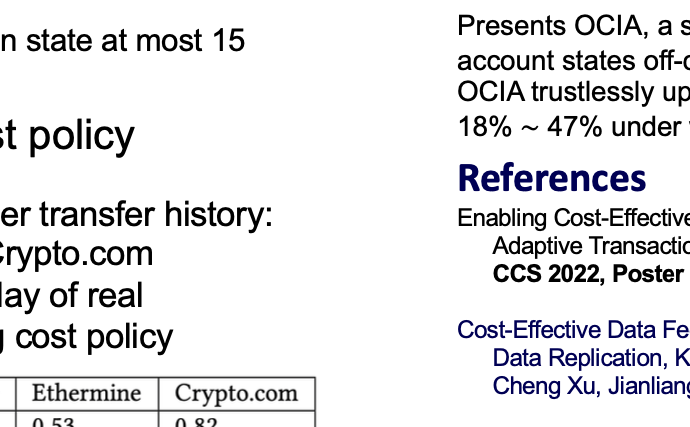 n state at most 15
st policy
er transfer history:
Crypto.com
lay of real
g cost policy
Ethermine Crypto.com
0.53 0.82
Presents OCIA, a s
account states off-c
OCIA trustlessly up
18% ~ 47% under
References
Enabling Cost-Effective
Adaptive Transactio
CCS 2022, Poster
Cost-Effective Data Fe
Data Replication, K
Cheng Xu, Jianliang